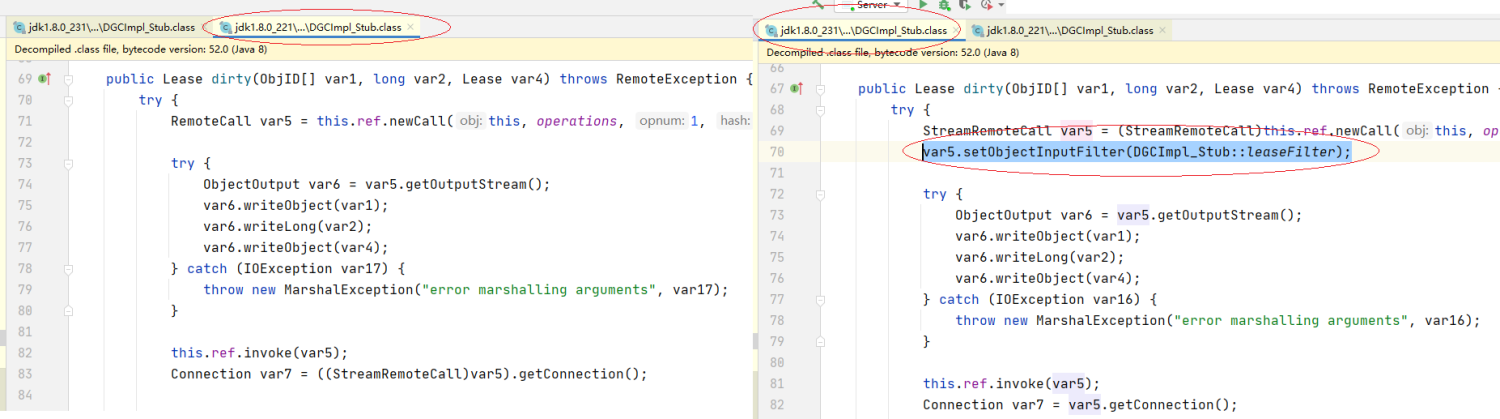 jdk1.8.0_231\...\DGCImpl_Stub.class
jdk1.8.0_221\...\DGCImpl_Stub.class
Decompiled .class file, bytecode version: 52.0 (Java 8)
69 public Lease dirty(ObjID[] var1, long var2, Lease var4) throws RemoteException {
70 try {
71 RemoteCall var5 = this.ref.newCall( obj: this, operations, opnum: 1, hash:
72
73 try {
74 ObjectOutput var6 = var5.getOutputStream();
75 var6.writeObject(var1);
76 var6.writeLong(var2);
77 var6.writeObject(var4);
78 } catch (IOException var17) {
79 throw new MarshalException("error marshalling arguments", var17);
80 }
81
82 this.ref.invoke(var5);
83 Connection var7 = ((StreamRemoteCall)var5).getConnection();
84
Server
jdk1.8.0_231\...\DGCImpl_Stub.class
jdk1.8.0_221\...\DGCImpl_Stub.class
Decompiled .class file, bytecode version: 52.0 (Java 8)
66
67 public Lease dirty(ObjID[] var1, long var2, Lease var4) throws RemoteException
68 try {
69 StreamRemoteCall var5 = (StreamRemoteCall)this.ref.newCall( obj: this, op
70 var5.setObjectInputFilter(DGCImpl_Stub::leaseFilter);
71
72 try {
73 ObjectOutput var6 = var5.getOutputStream();
74 var6.writeObject(var1);
75 var6.writeLong(var2);
76 var6.writeObject(var4);
77 } catch (IOException var16) {
78 throw new MarshalException("error marshalling arguments", var16);
79 }
80
81 this.ref.invoke(var5);
82 Connection var7 = var5.getConnection();